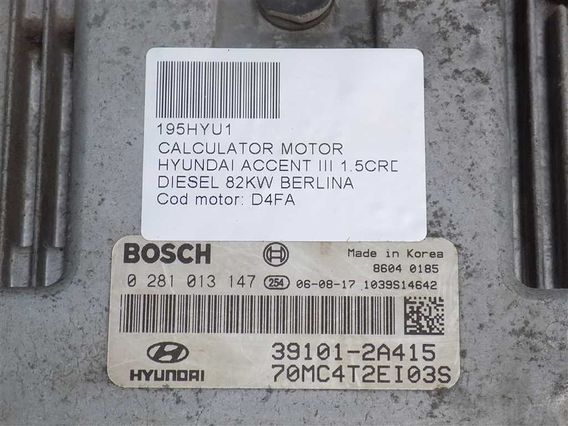 195HYU1
CALCULATOR MOTOR
HYUNDAI ACCENT III 1.5CRD
DIESEL 82KW BERLINA
Cod motor: D4FA
BOSCH Made in Korea
8604 0185
0 281 013 147 254 06-08-17 1039S14642
39101-2A415
HYUNDAI 70MC4T2EI03S